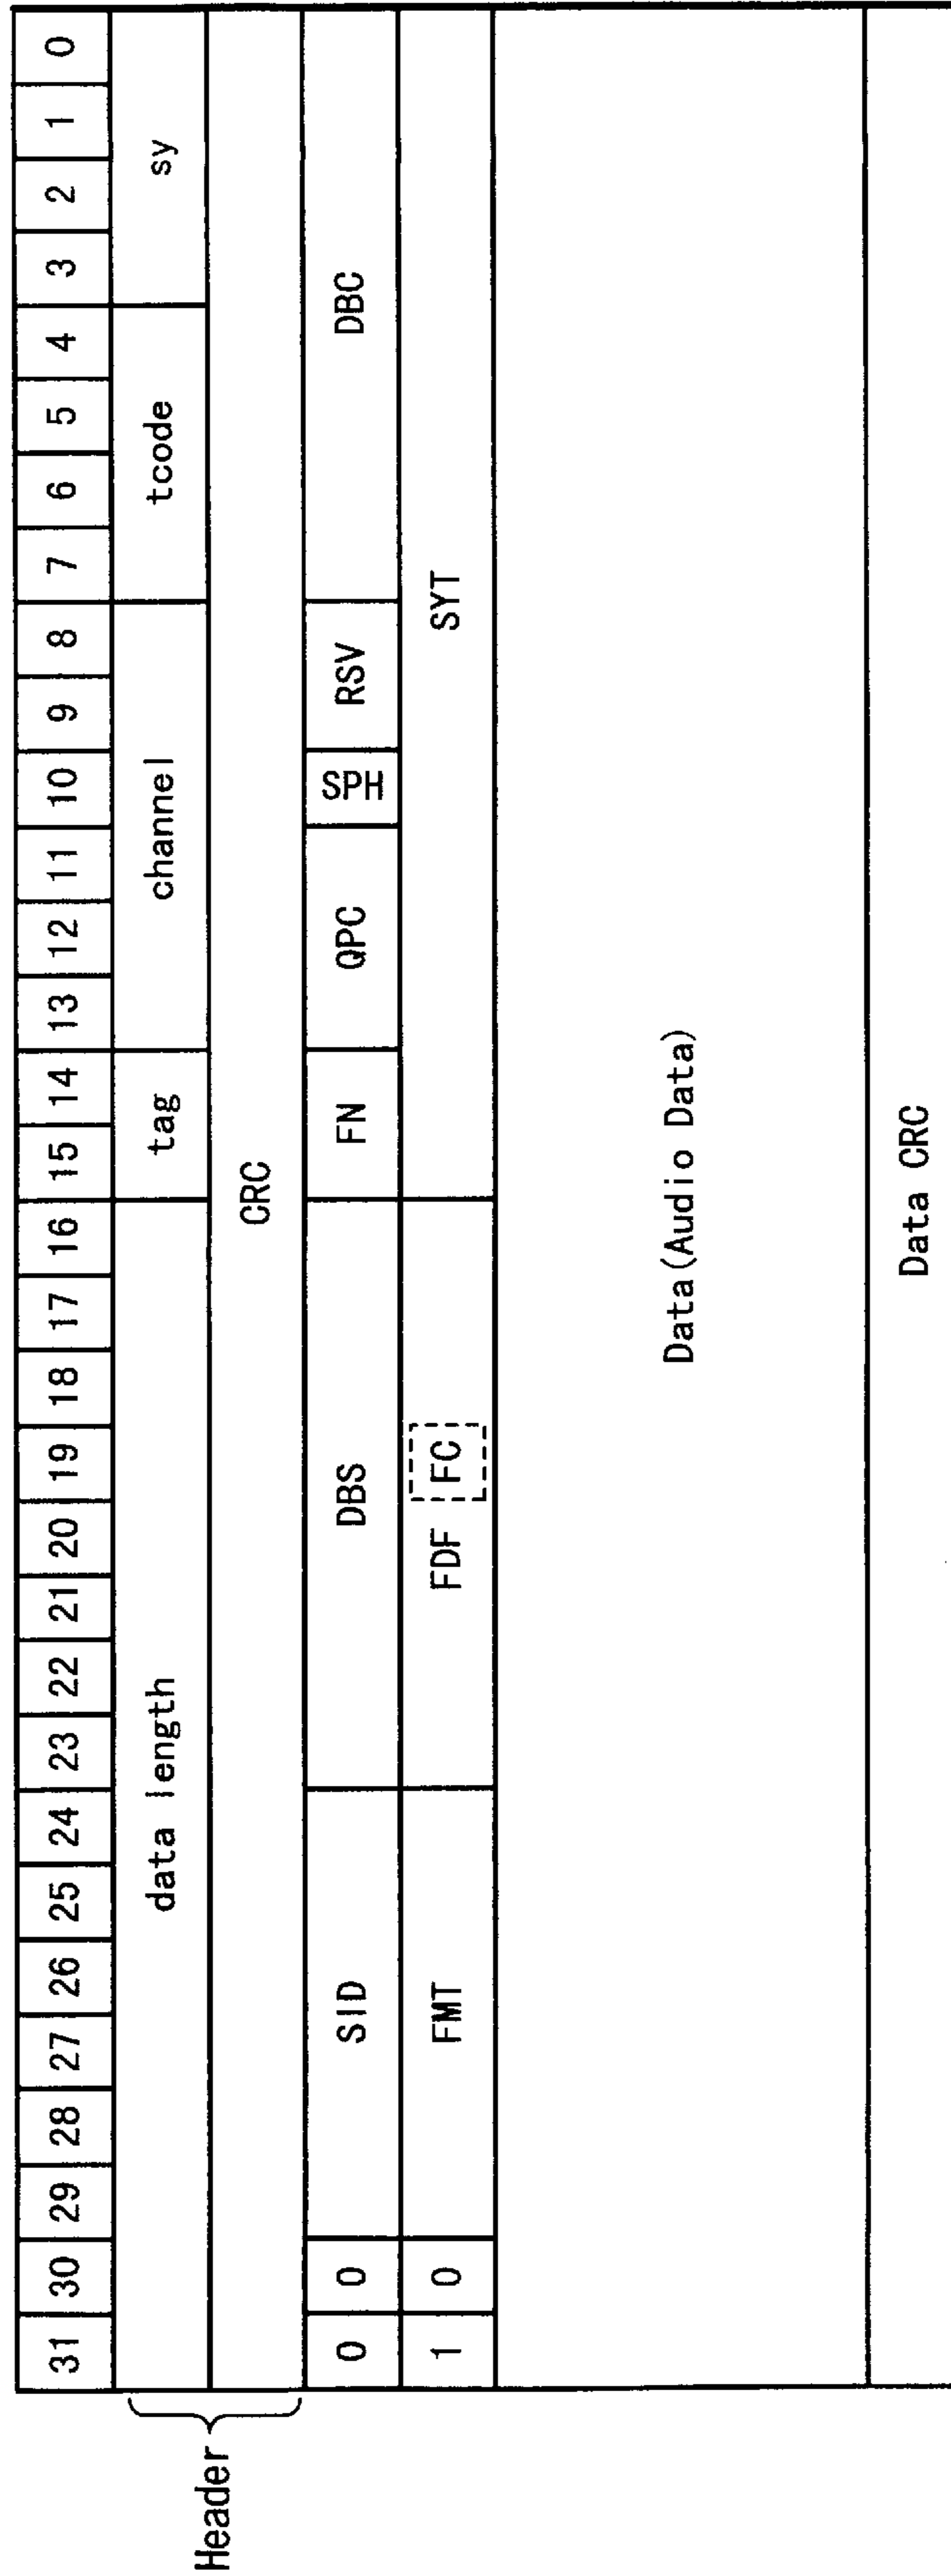 31 30 29 28 27 26 25 24 23 22 21 20 19 18 17 16 15 14 13 12 11 10 9 8 7 6 5 4 3 2 1 0
data length tag channel tcode sy
Header
CRC
0 0 SID DBS FN QPC SPH RSV DBC
1 0 FMT FDF FC SYT
Data(Audio Data)
Data CRC